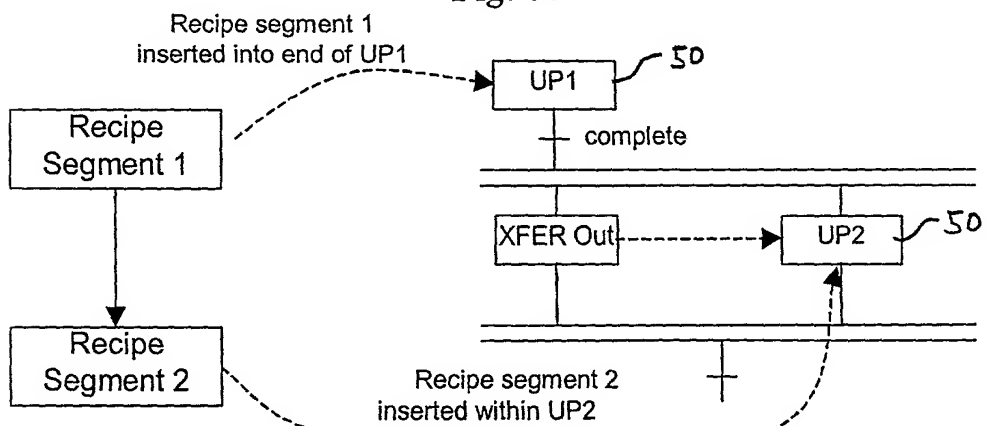 Recipe segment 1
inserted into end of UP1
UP1
50
complete
Recipe
Segment 1
XFER Out
UP2
50
Recipe
Segment 2
Recipe segment 2
inserted within UP2